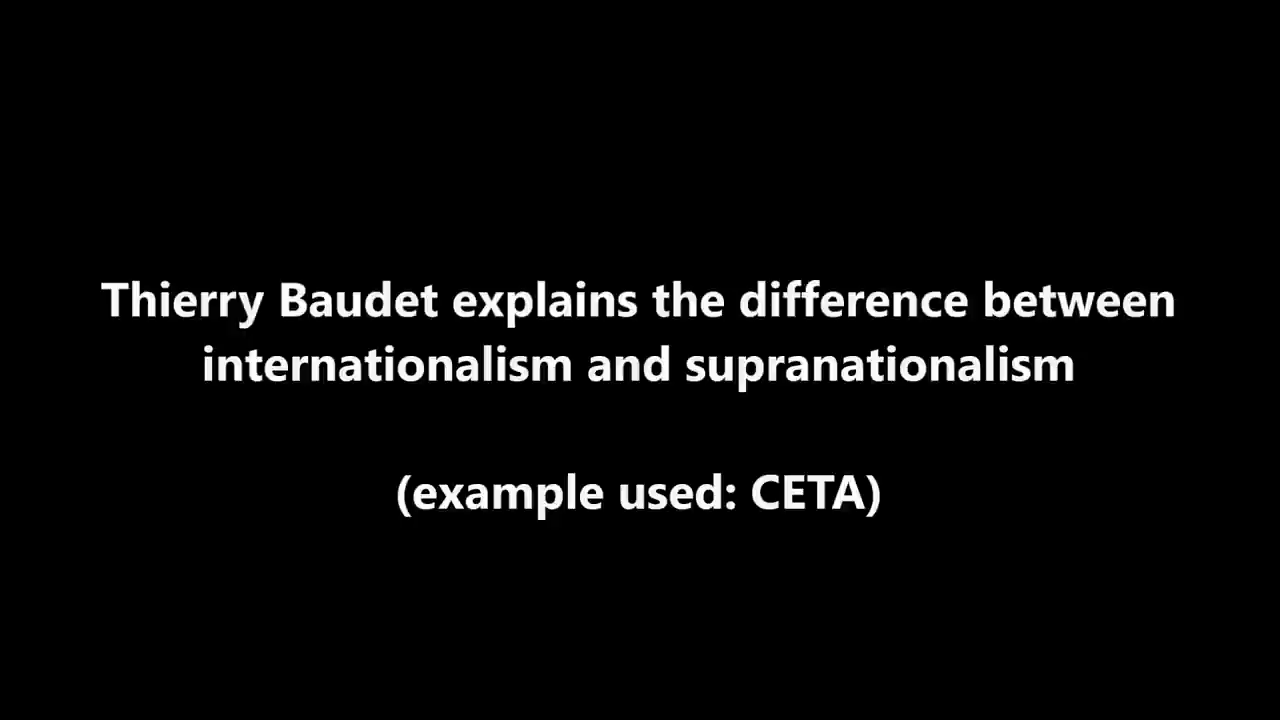 Thierry Baudet explains the difference between
internationalism and supranationalism
(example used: CETA)